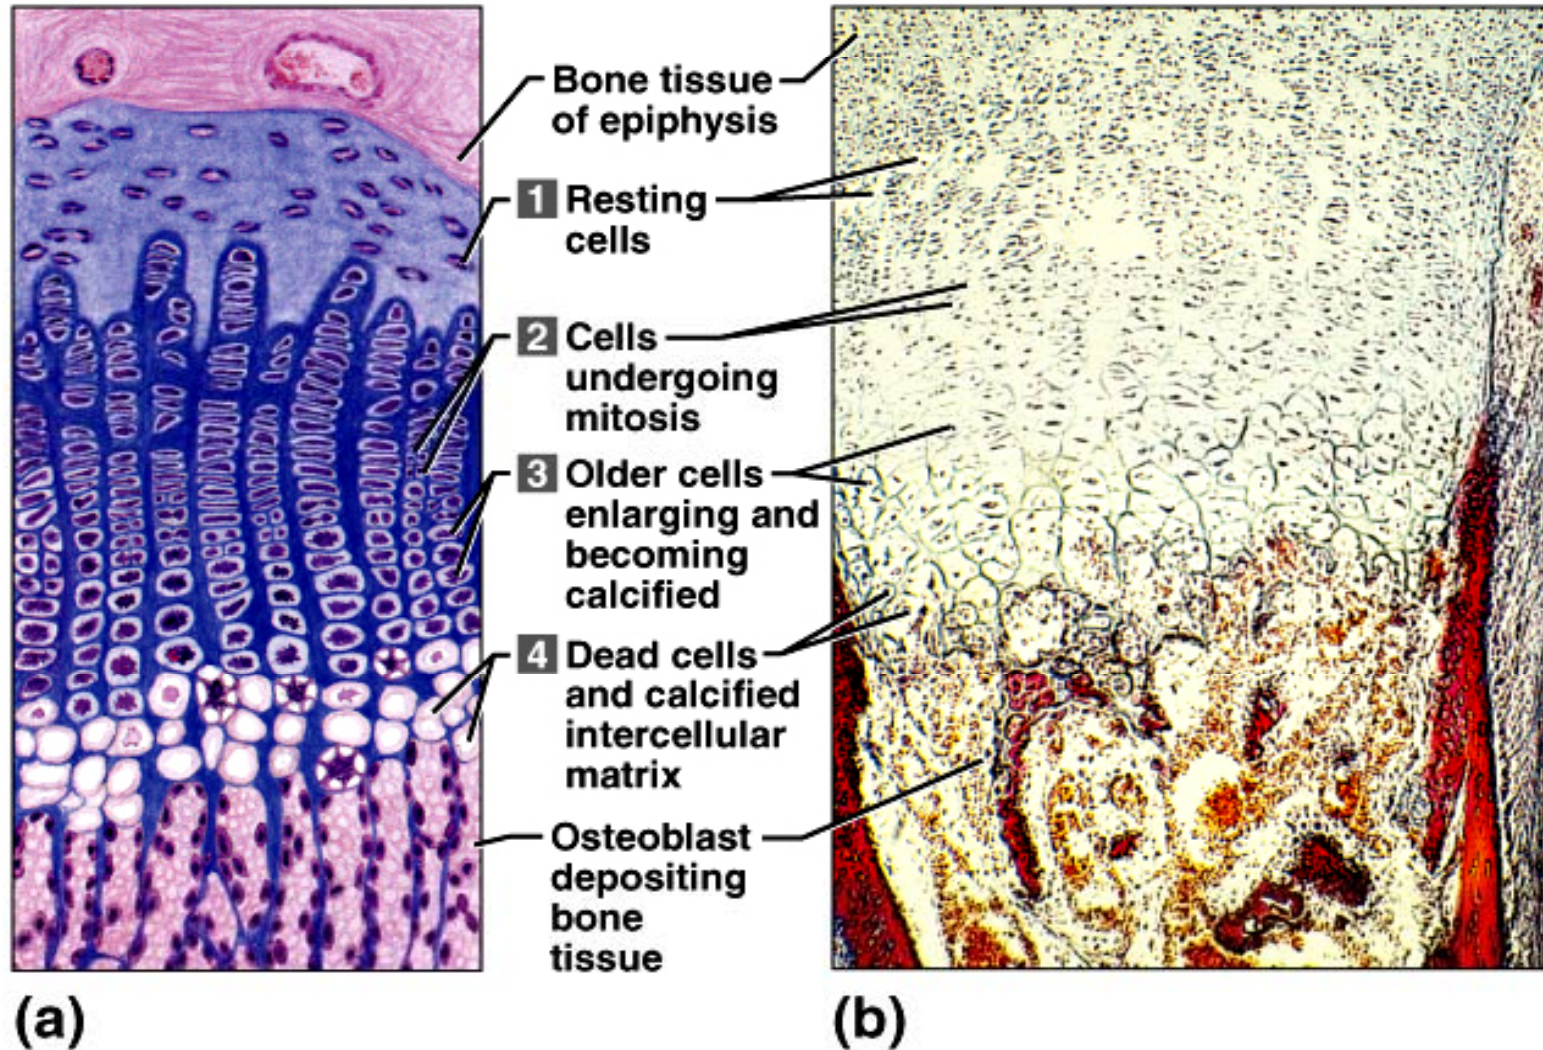 Bone tissue
of epiphysis
1 Resting
cells
2 Cells
undergoing
mitosis
3 Older cells
enlarging and
becoming
calcified
4 Dead cells
and calcified
intercellular
matrix
Osteoblast
depositing
bone
tissue
(a)
(b)